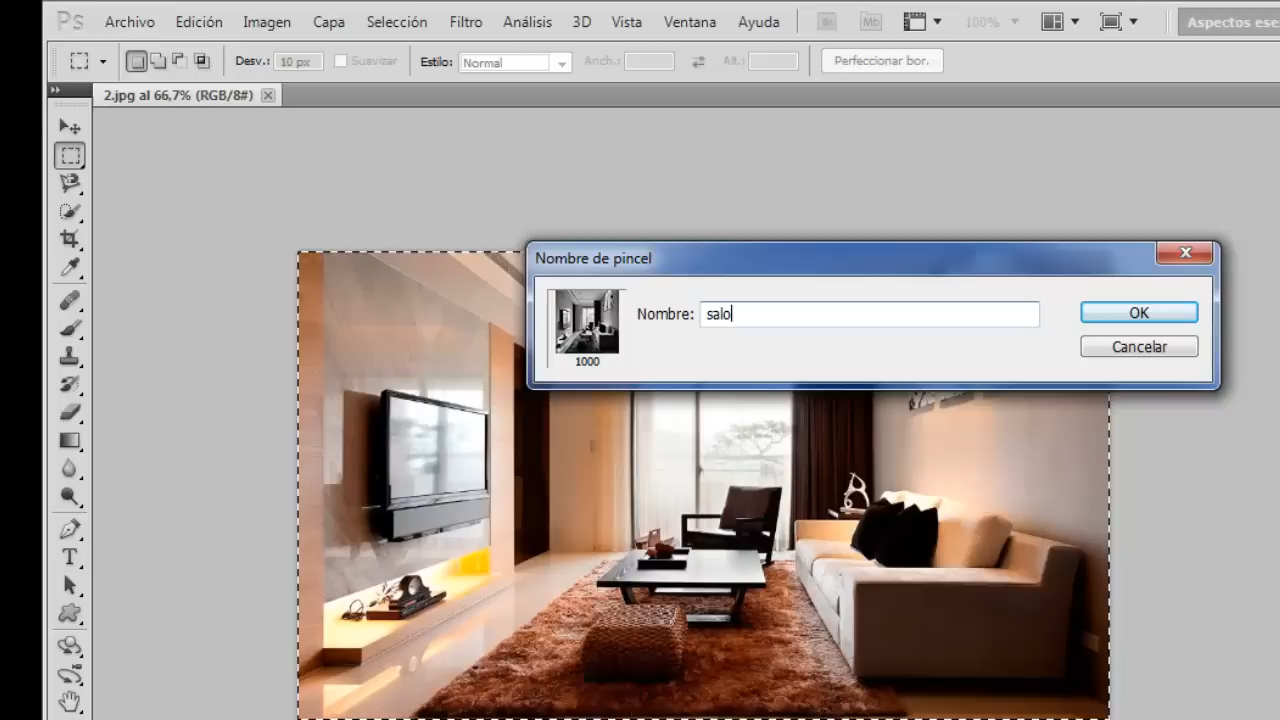 Ps Archivo Edición Imagen Capa Selección Filtro Análisis 3D Vista Ventana Ayuda Br Mb 100% Aspectos ese
Desv.: 10 px Suavizar Estilo: Normal Anch.: Alt.: Perfeccionar bor.
2.jpg al 66,7% (RGB/8#)
Nombre de pincel
Nombre: salo OK
1000 Cancelar